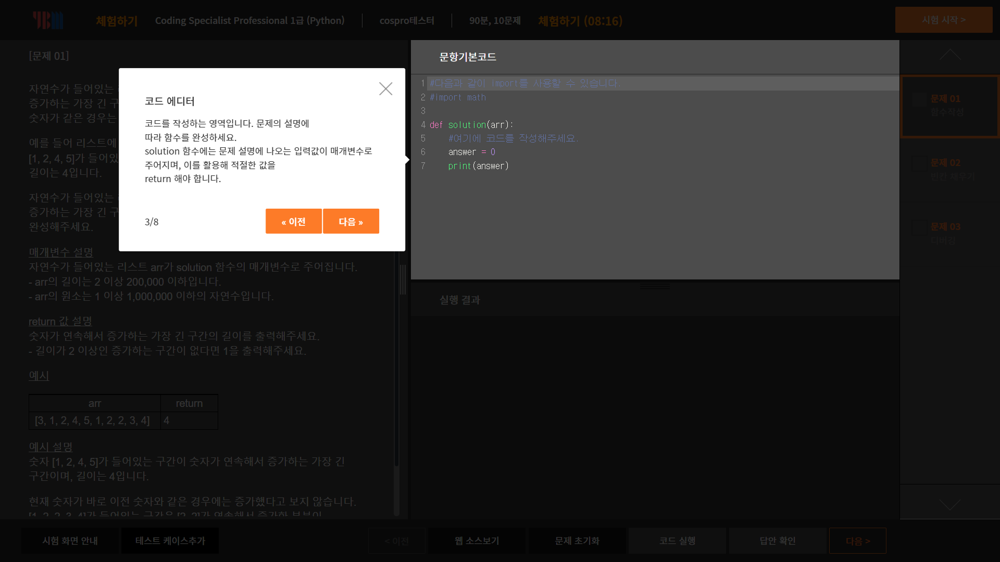 YBM
체험하기
Coding Specialist Professional 1급 (Python)
cospro테스터
90분, 10문제
체험하기 (08:16)
시험 시작 >
[문제 01]
자연수가 들어있는
증가하는 가장 긴 구
숫자가 같은 경우는
예를 들어 리스트에
[1, 2, 4, 5]가 들어있
길이는 4입니다.
자연수가 들어있는
증가하는 가장 긴 구
완성해주세요.
매개변수 설명
자연수가 들어있는 리스트 arr가 solution 함수의 매개변수로 주어집니다.
- arr의 길이는 2 이상 200,000 이하입니다.
- arr의 원소는 1 이상 1,000,000 이하의 자연수입니다.
return 값 설명
숫자가 연속해서 증가하는 가장 긴 구간의 길이를 출력해주세요.
- 길이가 2 이상인 증가하는 구간이 없다면 1을 출력해주세요.
예시
arr return
[3, 1, 2, 4, 5, 1, 2, 2, 3, 4] 4
예시 설명
숫자 [1, 2, 4, 5]가 들어있는 구간이 숫자가 연속해서 증가하는 가장 긴
구간이며, 길이는 4입니다.
현재 숫자가 바로 이전 숫자와 같은 경우에는 증가했다고 보지 않습니다.
코드 에디터
코드를 작성하는 영역입니다. 문제의 설명에
따라 함수를 완성하세요.
solution 함수에는 문제 설명에 나오는 입력값이 매개변수로
주어지며, 이를 활용해 적절한 값을
return 해야 합니다.
3/8
« 이전
다음 »
문항기본코드
1 #다음과 같이 import를 사용할 수 있습니다.
2 #import math
3
4 def solution(arr):
5 #여기에 코드를 작성해주세요.
6 answer = 0
7 print(answer)
실행 결과
문제 01
함수작성
문제 02
빈칸 채우기
문제 03
디버깅
시험 화면 안내
테스트 케이스추가
< 이전
웹 소스보기
문제 초기화
코드 실행
답안 확인
다음 >